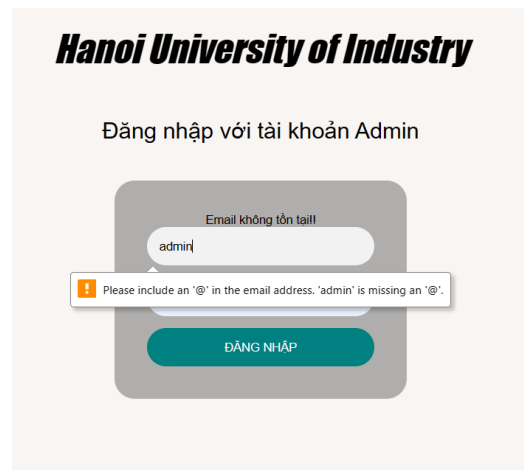 Hanoi University of Industry
Đăng nhập với tài khoản Admin
Email không tồn tại!!
admin
Please include an '@' in the email address. 'admin' is missing an '@'.
ĐĂNG NHẬP